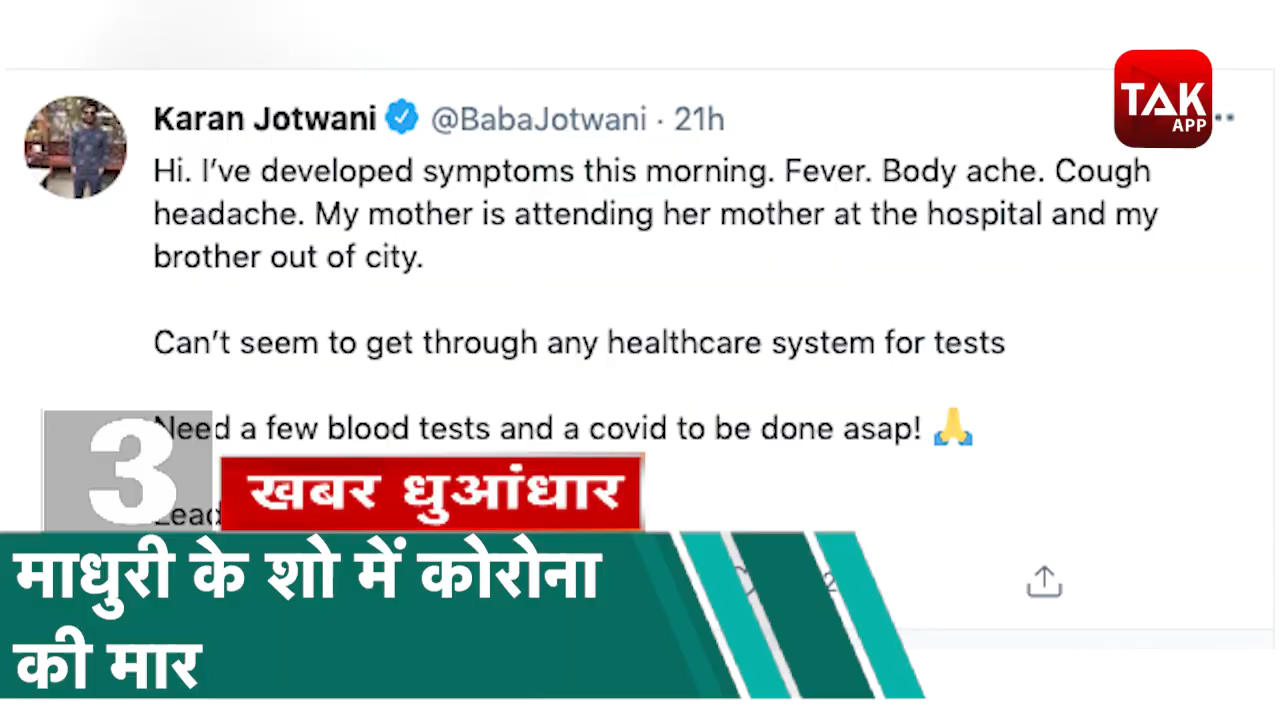 Karan Jotwani @BabaJotwani · 21h
TAK
APP
Hi. I’ve developed symptoms this morning. Fever. Body ache. Cough
headache. My mother is attending her mother at the hospital and my
brother out of city.
Can’t seem to get through any healthcare system for tests
Need a few blood tests and a covid to be done asap! 🙏
3
खबर धुआंधार
माधुरी के शो में कोरोना
की मार